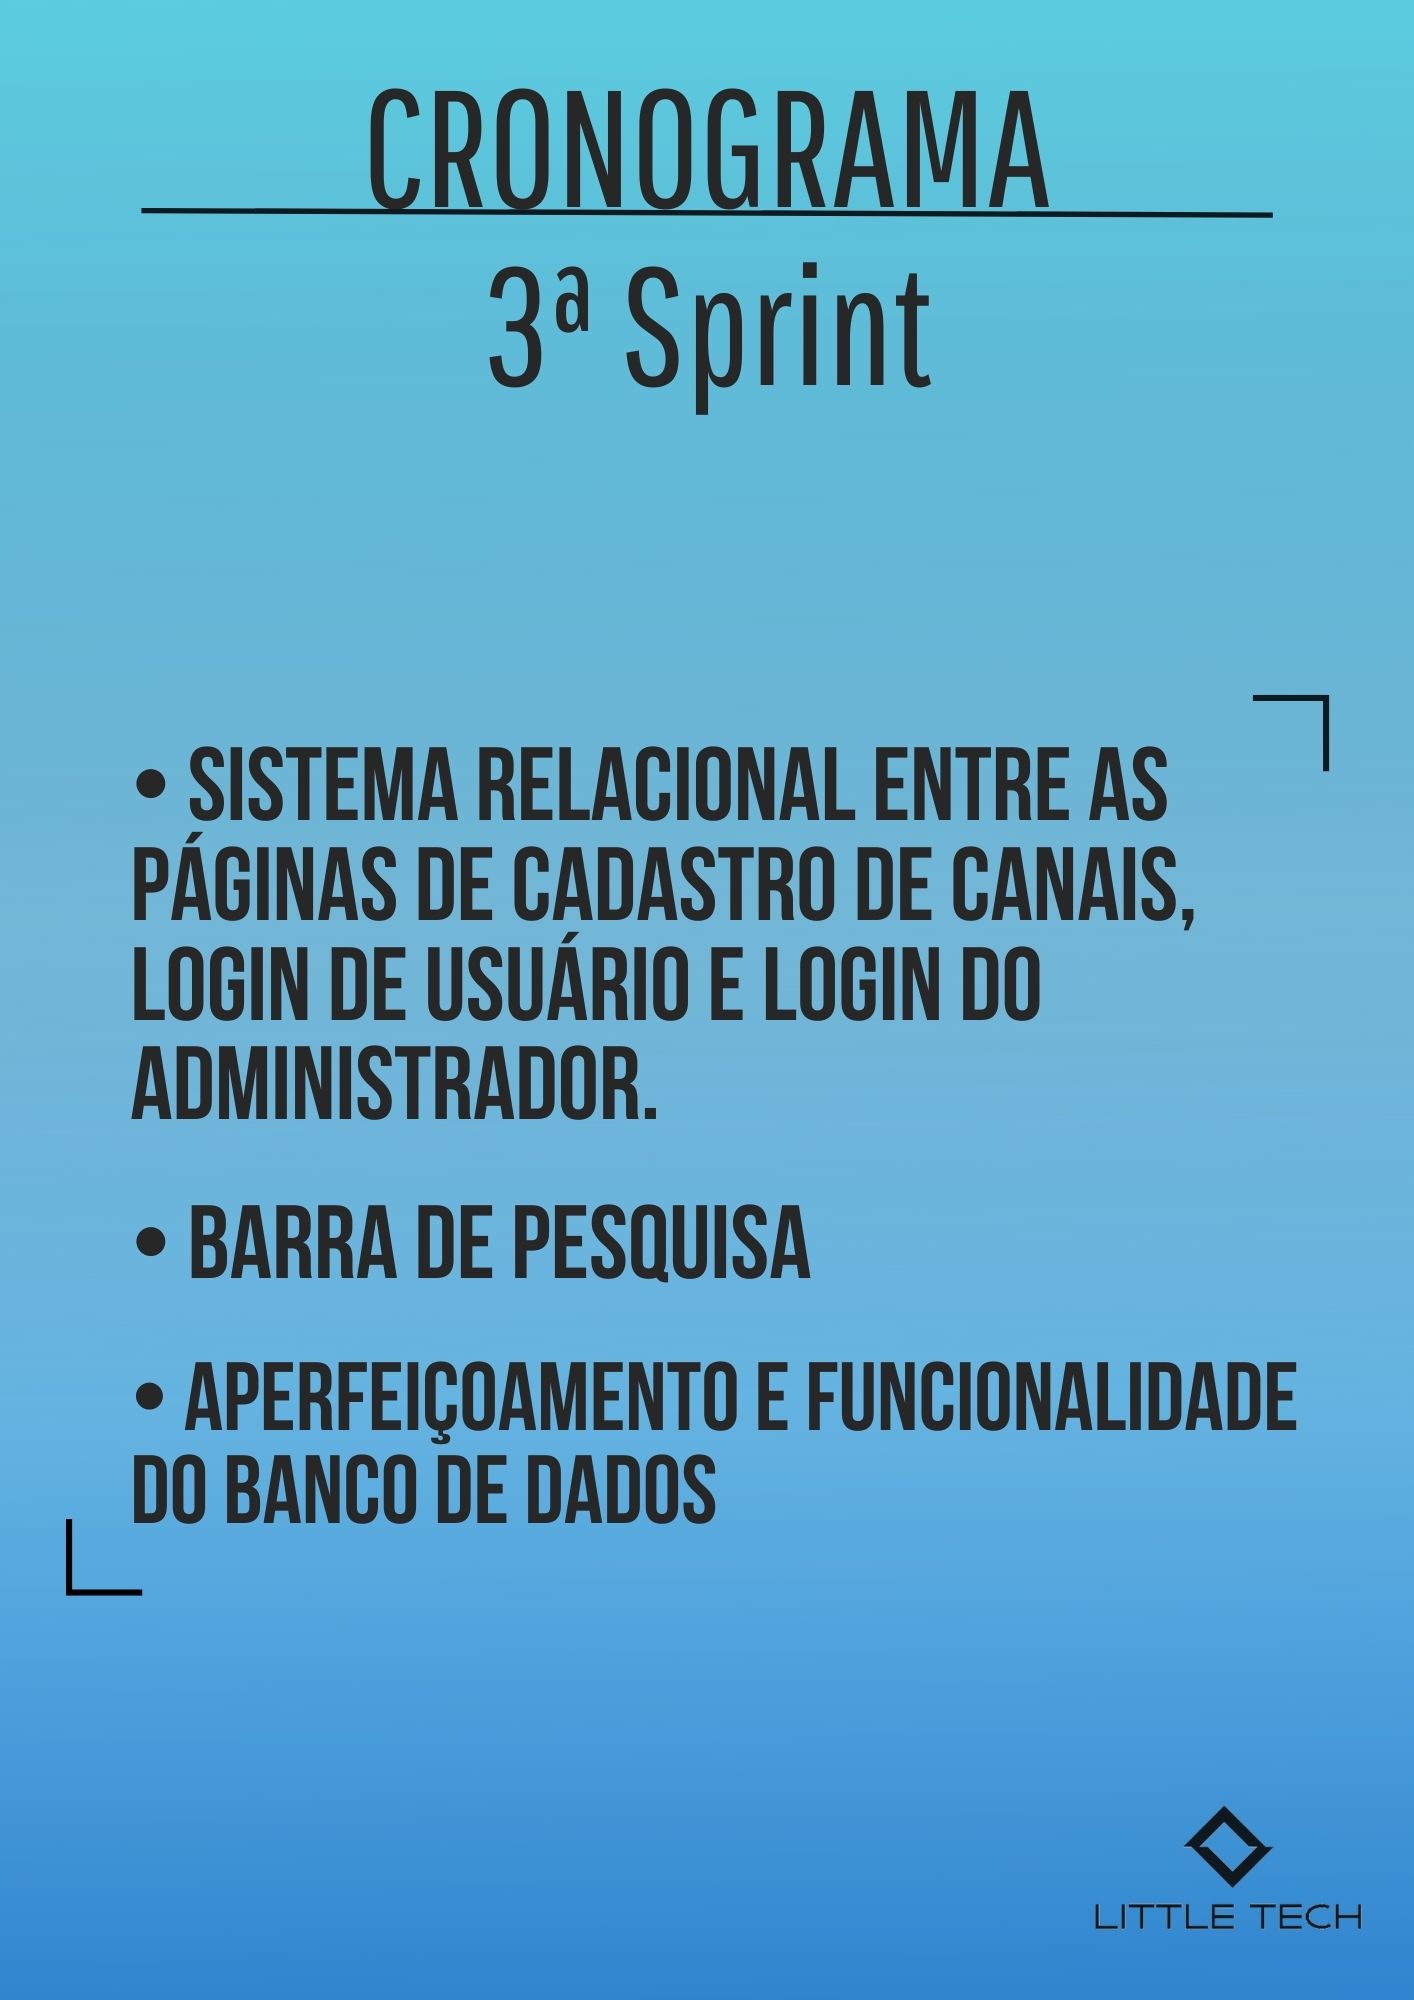 CRONOGRAMA
3ª Sprint
• SISTEMA RELACIONAL ENTRE AS
PÁGINAS DE CADASTRO DE CANAIS,
LOGIN DE USUÁRIO E LOGIN DO
ADMINISTRADOR.
• BARRA DE PESQUISA
• APERFEIÇOAMENTO E FUNCIONALIDADE
DO BANCO DE DADOS
LITTLE TECH